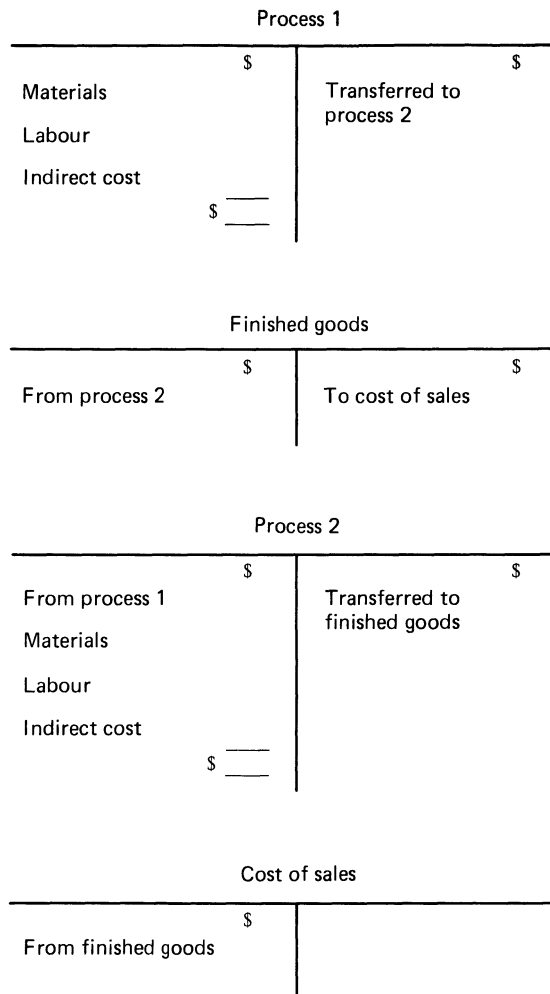 Process 1
$ $
Materials
Transferred to
process 2
Labour
Indirect cost
$
Finished goods
$ $
From process 2 To cost of sales
Process 2
$ $
From process 1
Transferred to
finished goods
Materials
Labour
Indirect cost
$
Cost of sales
$
From finished goods